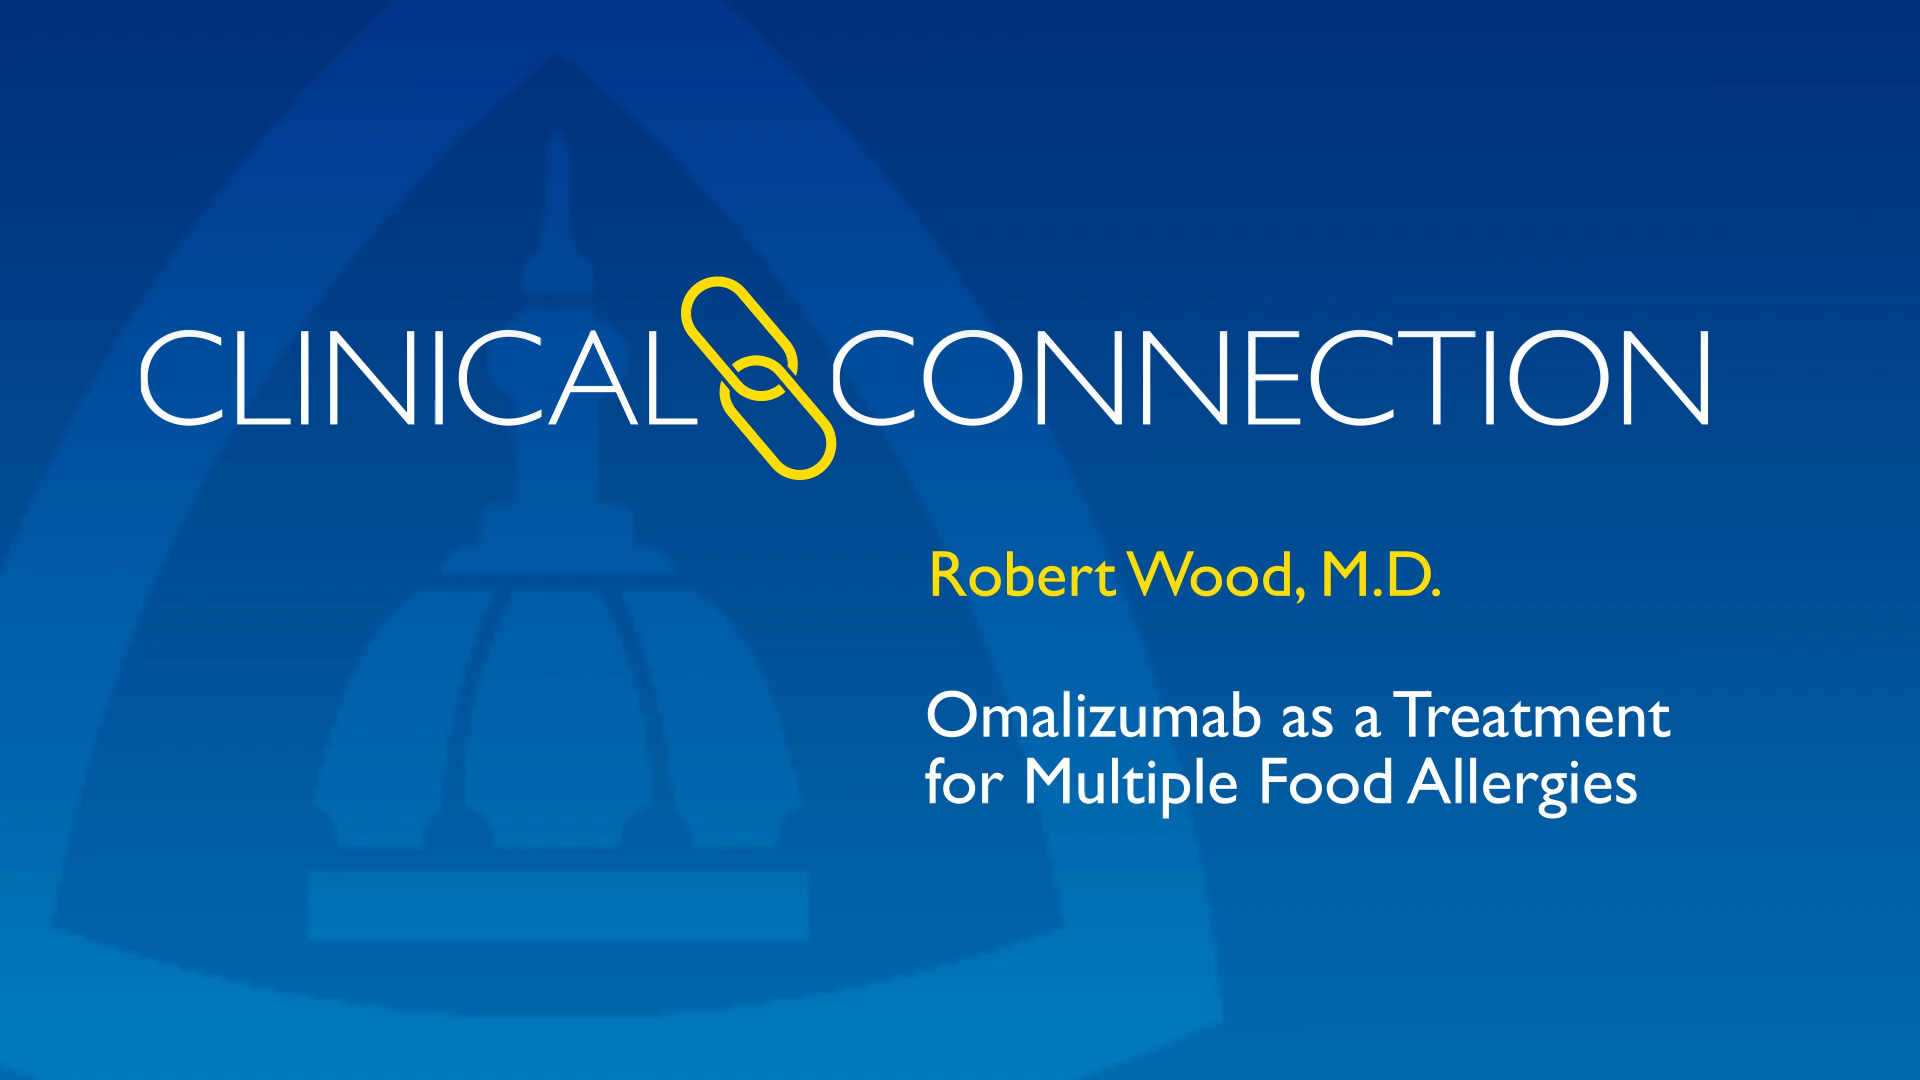 CLINICAL CONNECTION
Robert Wood, M.D.
Omalizumab as a Treatment
for Multiple Food Allergies